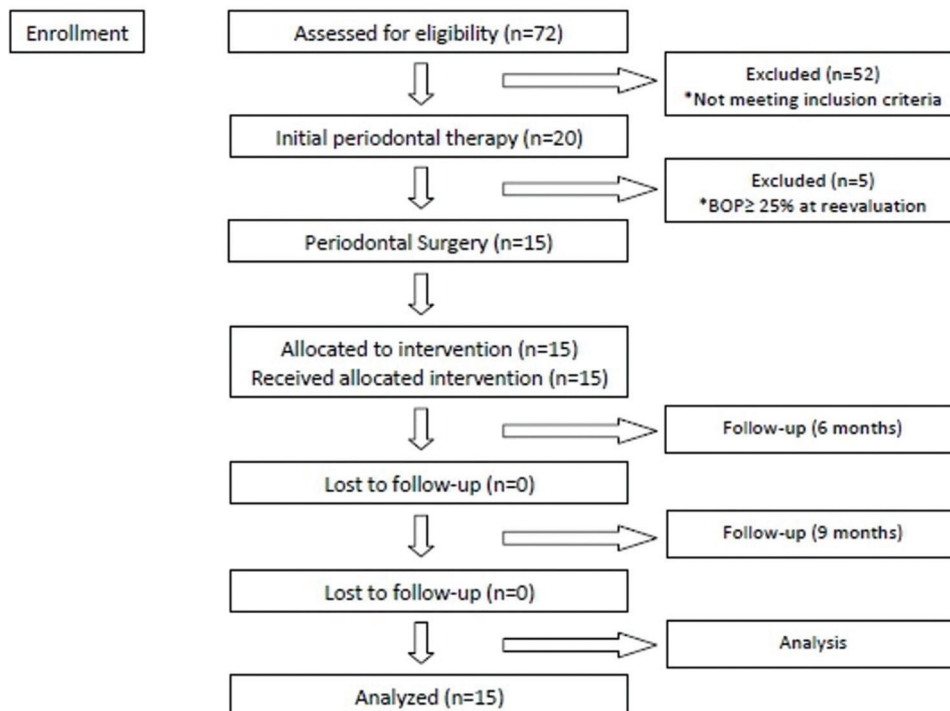 Enrollment
Assessed for eligibility (n=72)
Excluded (n=52)
*Not meeting inclusion criteria
Initial periodontal therapy (n=20)
Excluded (n=5)
*BOP≥ 25% at reevaluation
Periodontal Surgery (n=15)
Allocated to intervention (n=15)
Received allocated intervention (n=15)
Follow-up (6 months)
Lost to follow-up (n=0)
Follow-up (9 months)
Lost to follow-up (n=0)
Analysis
Analyzed (n=15)